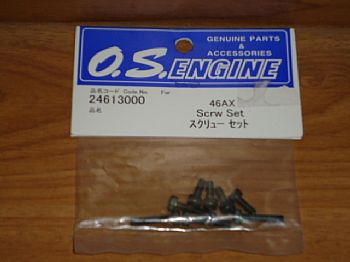 GENUINE PARTS
&
ACCESSORIES
O.S. ENGINE
品名コード Code No. For
24613000
46AX
品名
Scrw Set
スクリュー セット